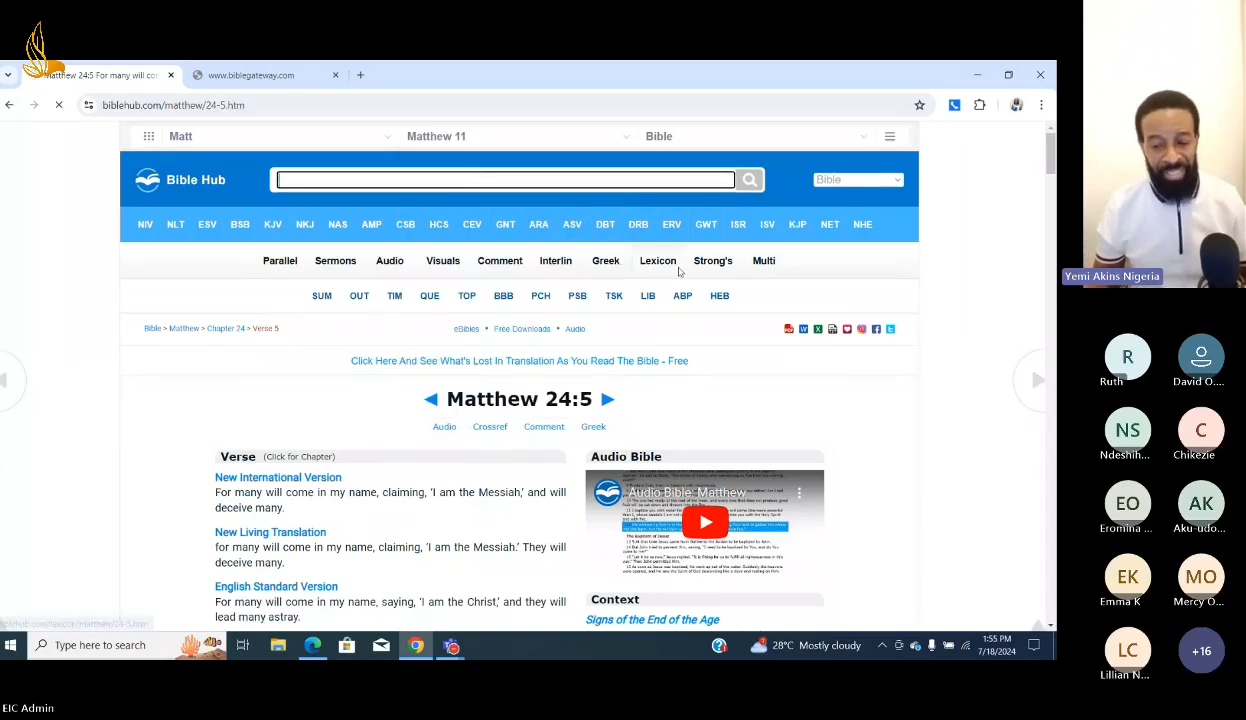 Matthew 24:5 For many will cor
www.biblegateway.com
biblehub.com/matthew/24-5.htm
Matt
Matthew 11
Bible
Bible Hub
Bible
NIV NLT ESV BSB KJV NKJ NAS AMP CSB HCS CEV GNT ARA ASV DBT DRB ERV GWT ISR ISV KJP NET NHE
Parallel Sermons Audio Visuals Comment Interlin Greek Lexicon Strong's Multi
SUM OUT TIM QUE TOP BBB PCH PSB TSK LIB ABP HEB
Bible > Matthew > Chapter 24 > Verse 5
eBibles • Free Downloads • Audio
Click Here And See What's Lost In Translation As You Read The Bible - Free
◄ Matthew 24:5 ►
Audio Crossref Comment Greek
Verse (Click for Chapter)
New International Version
For many will come in my name, claiming, 'I am the Messiah,' and will
deceive many.
New Living Translation
for many will come in my name, claiming, 'I am the Messiah.' They will
deceive many.
English Standard Version
For many will come in my name, saying, 'I am the Christ,' and they will
lead many astray.
Audio Bible
Audio Bible: Matthew
Context
Signs of the End of the Age
biblehub.com/lexicon/matthew/24-5.htm
Type here to search
28°C Mostly cloudy
1:55 PM
7/18/2024
Yemi Akins Nigeria
R
Ruth
David O....
NS
Ndeshih...
C
Chikezie
EO
Eromina ...
AK
Aku-udo...
EK
Emma K
MO
Mercy O...
LC
Lillian N...
+16
EIC Admin